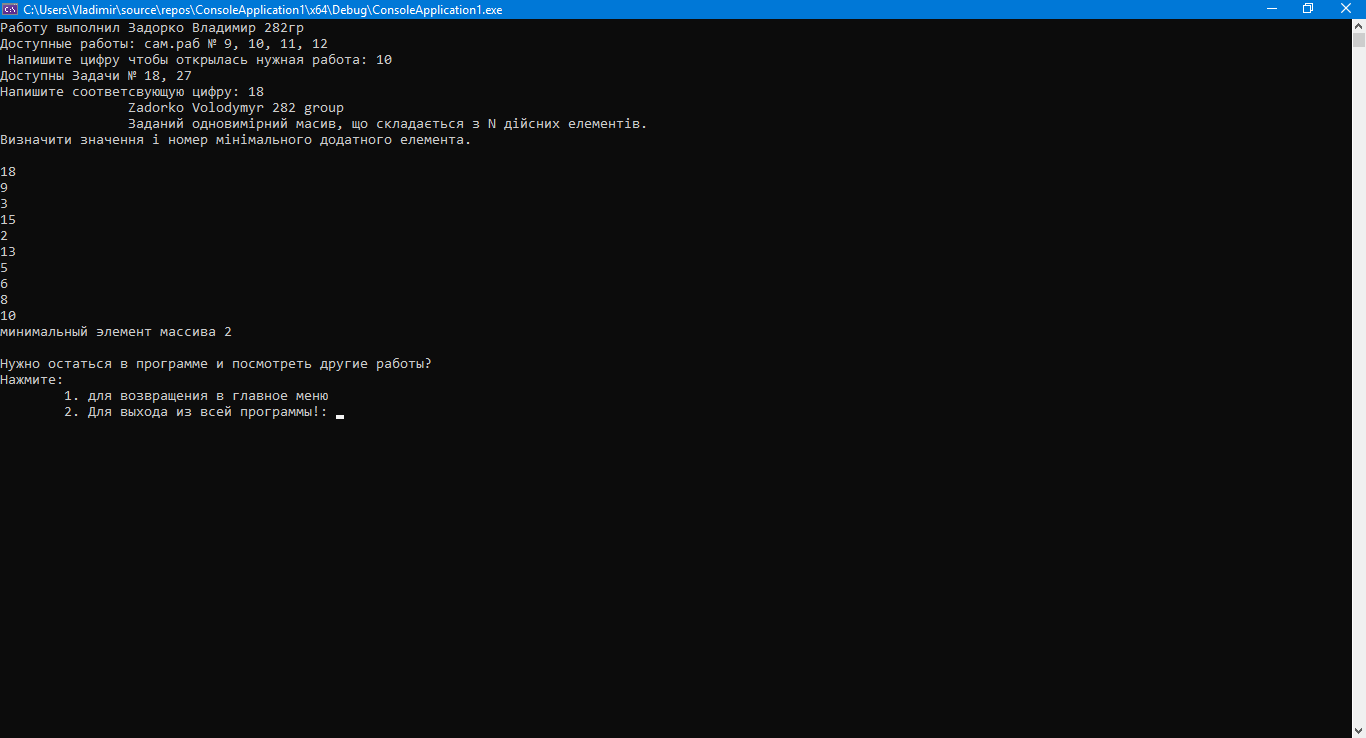 C:\Users\Vladimir\source\repos\ConsoleApplication1\x64\Debug\ConsoleApplication1.exe
Работу выполнил Задорко Владимир 282гр
Доступные работы: сам.раб № 9, 10, 11, 12
Напишите цифру чтобы открылась нужная работа: 10
Доступны Задачи № 18, 27
Напишите соответсвующую цифру: 18
Zadorko Volodymyr 282 group
Заданий одновимірний масив, що складається з N дійсних елементів.
Визначити значення і номер мінімального додатного елемента.
18
9
3
15
2
13
5
6
8
10
минимальный элемент массива 2
Нужно остаться в программе и посмотреть другие работы?
Нажмите:
1. для возвращения в главное меню
2. Для выхода из всей программы!: